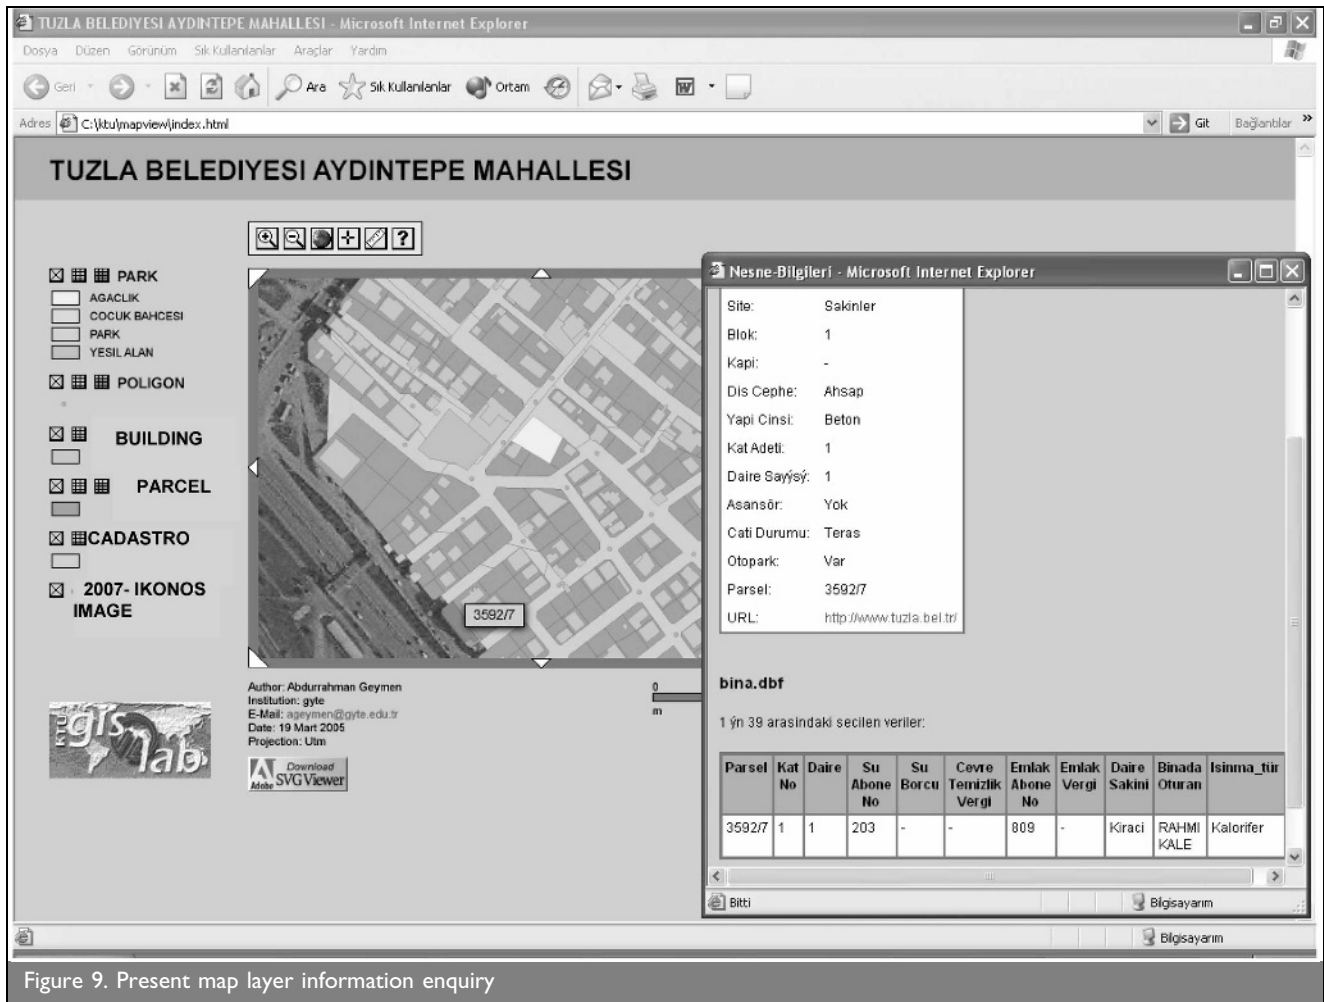 TUZLA BELEDIYESI AYDINTEPE MAHALLESI - Microsoft Internet Explorer
Dosya Düzen Görünüm Sık Kullanılanlar Araçlar Yardım
Geri Ara Sık Kullanılanlar Ortam
Adres C:\ktu\mapview\index.html Git Bağlantılar »
TUZLA BELEDIYESI AYDINTEPE MAHALLESI
PARK
AGACLIK
COCUK BAHCESI
PARK
YESIL ALAN
POLIGON
BUILDING
PARCEL
CADASTRO
2007- IKONOS
IMAGE
KTU
gIs
lab
3592/7
Author: Abdurrahman Geymen
Institution: gyte
E-Mail: ageymen@gyte.edu.tr
Date: 19 Mart 2005
Projection: Utm
0
m
Download
Adobe SVG Viewer
Nesne-Bilgileri - Microsoft Internet Explorer
Site: Sakinler
Blok: 1
Kapi: -
Dis Cephe: Ahsap
Yapi Cinsi: Beton
Kat Adeti: 1
Daire Sayýsý: 1
Asansör: Yok
Cati Durumu: Teras
Otopark: Var
Parsel: 3592/7
URL: http://www.tuzla.bel.tr/
bina.dbf
1 ýn 39 arasindaki secilen veriler:
Parsel Kat No Daire Su Abone No Su Borcu Cevre Temizlik Vergi Emlak Abone No Emlak Vergi Daire Sakini Binada Oturan Isinma_tür
3592/7 1 1 203 - - 809 - Kiraci RAHMI KALE Kalorifer
Bitti Bilgisayarım
Bilgisayarım
Figure 9. Present map layer information enquiry